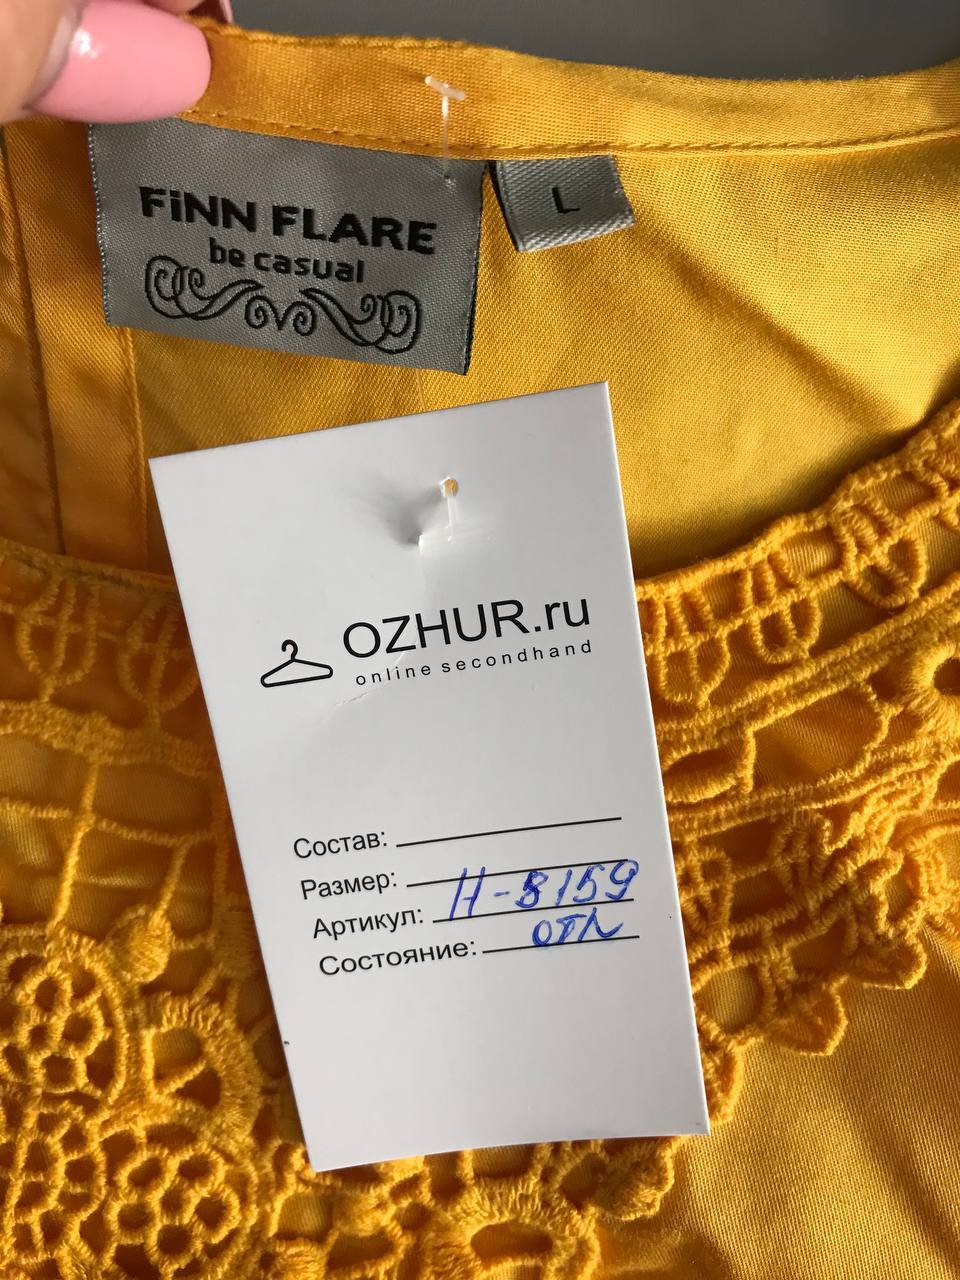 FiNN FLARE
be casual
L
OZHUR.ru
online secondhand
Состав:
Размер:
Артикул: Н-8159
Состояние: отл